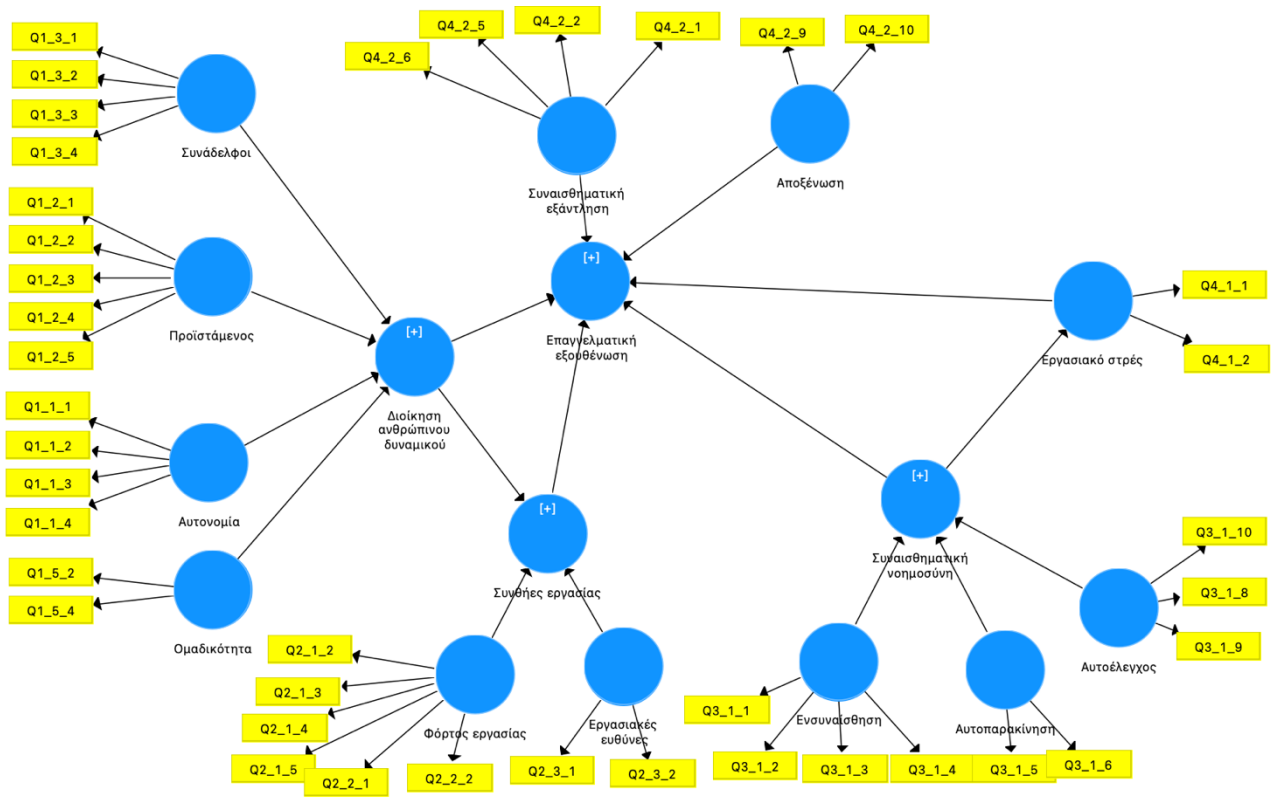 Q1_3_1
Q1_3_2
Q1_3_3
Q1_3_4
Συνάδελφοι
Q4_2_6
Q4_2_5
Q4_2_2
Q4_2_1
Συναισθηματική
εξάντληση
Q4_2_9
Q4_2_10
Αποξένωση
Q1_2_1
Q1_2_2
Q1_2_3
Q1_2_4
Q1_2_5
Προϊστάμενος
[+]
Επαγγελματική
εξουθένωση
Q4_1_1
Q4_1_2
Εργασιακό στρές
[+]
Διοίκηση
ανθρώπινου
δυναμικού
Q1_1_1
Q1_1_2
Q1_1_3
Q1_1_4
Αυτονομία
[+]
Συνθήες εργασίας
[+]
Συναισθηματική
νοημοσύνη
Q1_5_2
Q1_5_4
Ομαδικότητα
Q3_1_10
Q3_1_8
Q3_1_9
Αυτοέλεγχος
Q2_1_2
Q2_1_3
Q2_1_4
Q2_1_5
Q2_2_1
Q2_2_2
Φόρτος εργασίας
Εργασιακές
ευθύνες
Q2_3_1
Q2_3_2
Q3_1_1
Ενσυναίσθηση
Q3_1_2
Q3_1_3
Q3_1_4
Αυτοπαρακίνηση
Q3_1_5
Q3_1_6